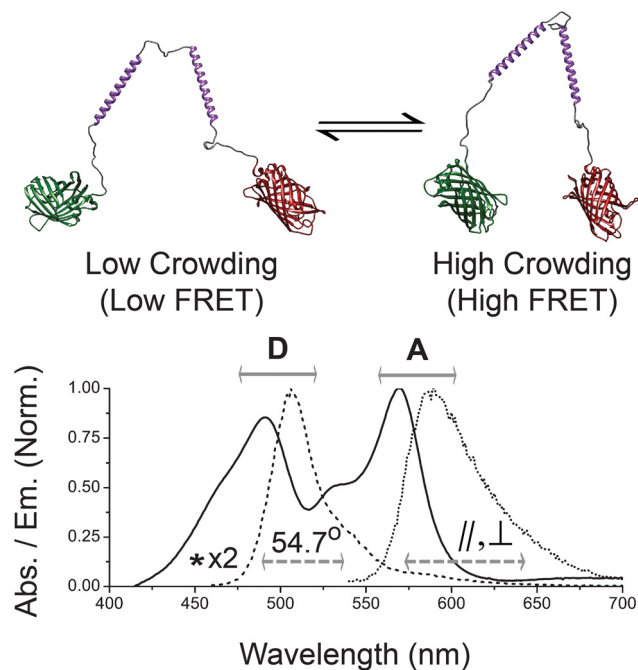 Low Crowding
(Low FRET)
High Crowding
(High FRET)
D
A
Abs. / Em. (Norm.)
1.00
0.75
0.50
0.25
0.00
*x2
54.7°
//,⊥
400
450
500
550
600
650
700
Wavelength (nm)